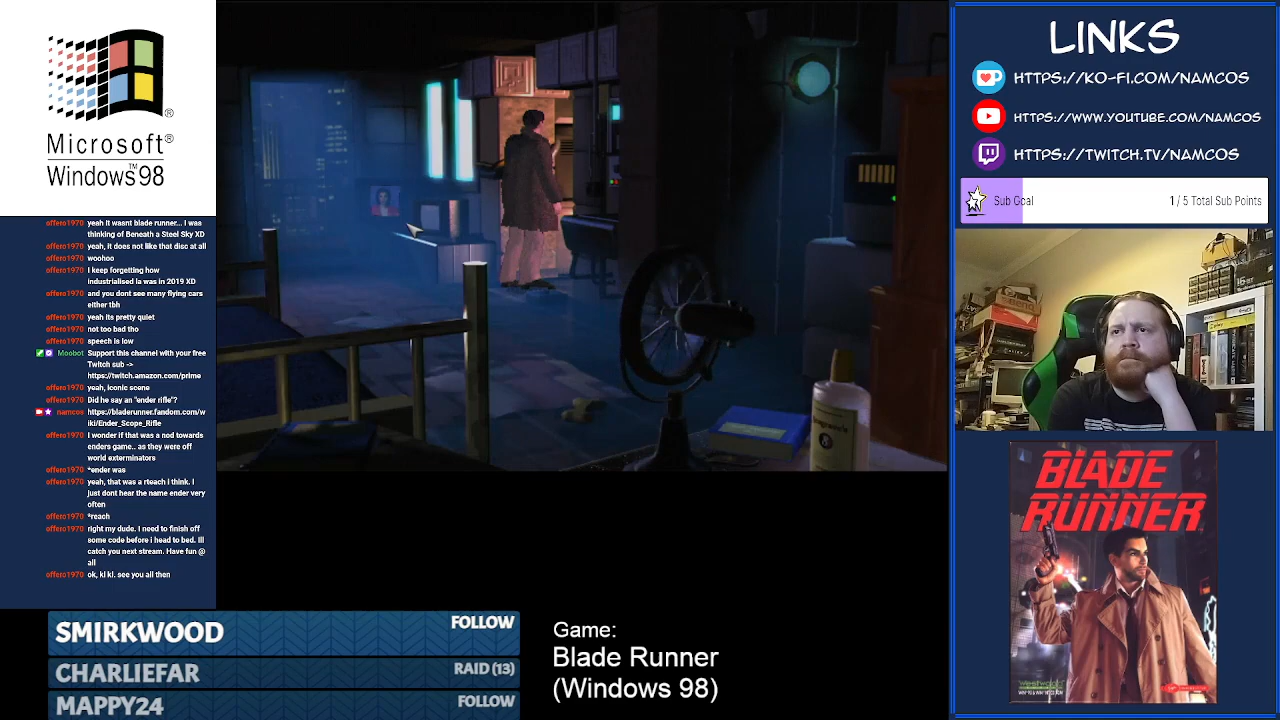 Microsoft®
Windows™98
offero1970 yeah it wasnt blade runner... I was
thinking of Beneath a Steel Sky XD
offero1970 yeah, it does not like that disc at all
offero1970 woohoo
offero1970 I keep forgetting how
industrialised la was in 2019 XD
offero1970 and you dont see many flying cars
either tbh
offero1970 yeah its pretty quiet
offero1970 not too bad tho
offero1970 speech is low
Moobot Support this channel with your free
Twitch sub ->
https://twitch.amazon.com/prime
offero1970 yeah, iconic scene
offero1970 Did he say an "ender rifle"?
namcos https://bladerunner.fandom.com/w
iki/Ender_Scope_Rifle
offero1970 I wonder if that was a nod towards
enders game.. as they were off
world exterminators
offero1970 *ender was
offero1970 yeah, that was a rteach i think. I
just dont hear the name ender very
often
offero1970 *reach
offero1970 right my dude. I need to finish off
some code before i head to bed. Ill
catch you next stream. Have fun @
all
offero1970 ok, kl kl. see you all then
SMIRKWOOD FOLLOW
CHARLIEFAR RAID (13)
MAPPY24 FOLLOW
Game:
Blade Runner
(Windows 98)
LINKS
HTTPS://KO-FI.COM/NAMCOS
HTTPS://WWW.YOUTUBE.COM/NAMCOS
HTTPS://TWITCH.TV/NAMCOS
Sub Goal 1 / 5 Total Sub Points
BLADE
RUNNER
Westwood